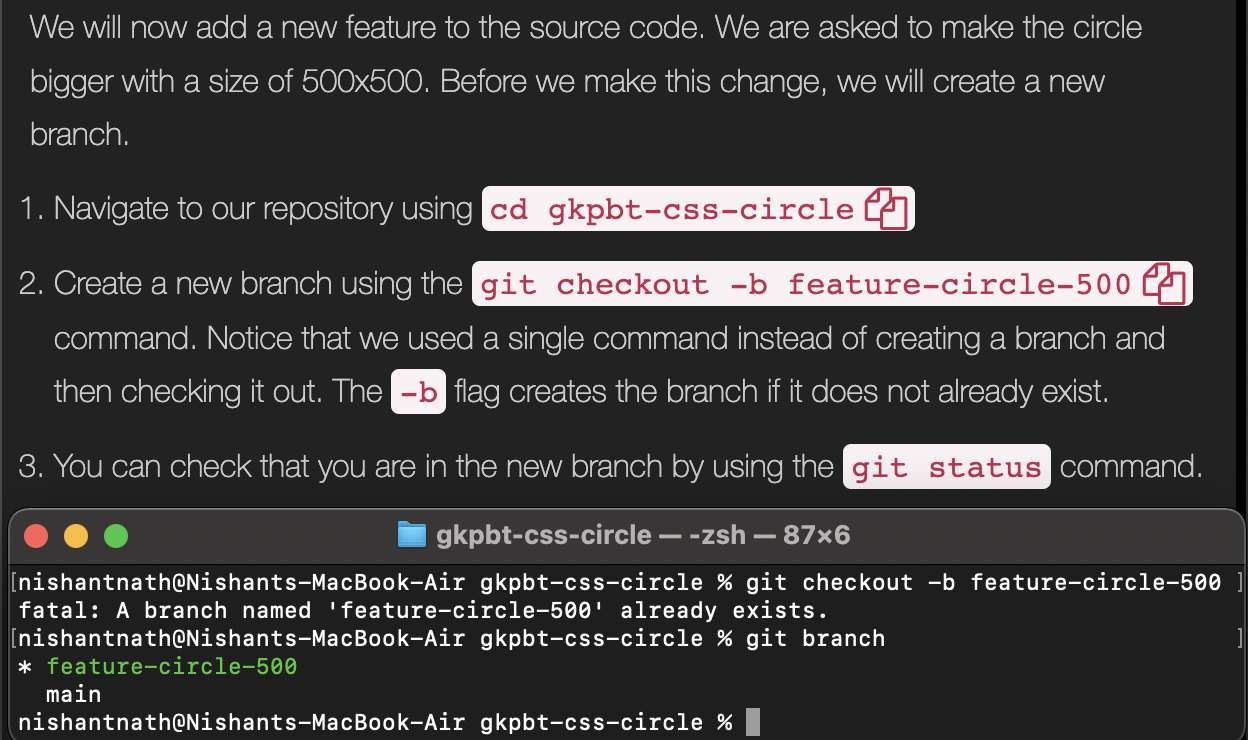 We will now add a new feature to the source code. We are asked to make the circle
bigger with a size of 500x500. Before we make this change, we will create a new
branch.
1. Navigate to our repository using cd gkpbt-css-circle
2. Create a new branch using the git checkout -b feature-circle-500
command. Notice that we used a single command instead of creating a branch and
then checking it out. The -b flag creates the branch if it does not already exist.
3. You can check that you are in the new branch by using the git status command.
gkpbt-css-circle — -zsh — 87×6
[nishantnath@Nishants-MacBook-Air gkpbt-css-circle % git checkout -b feature-circle-500 ]
fatal: A branch named 'feature-circle-500' already exists.
[nishantnath@Nishants-MacBook-Air gkpbt-css-circle % git branch ]
* feature-circle-500
main
nishantnath@Nishants-MacBook-Air gkpbt-css-circle %